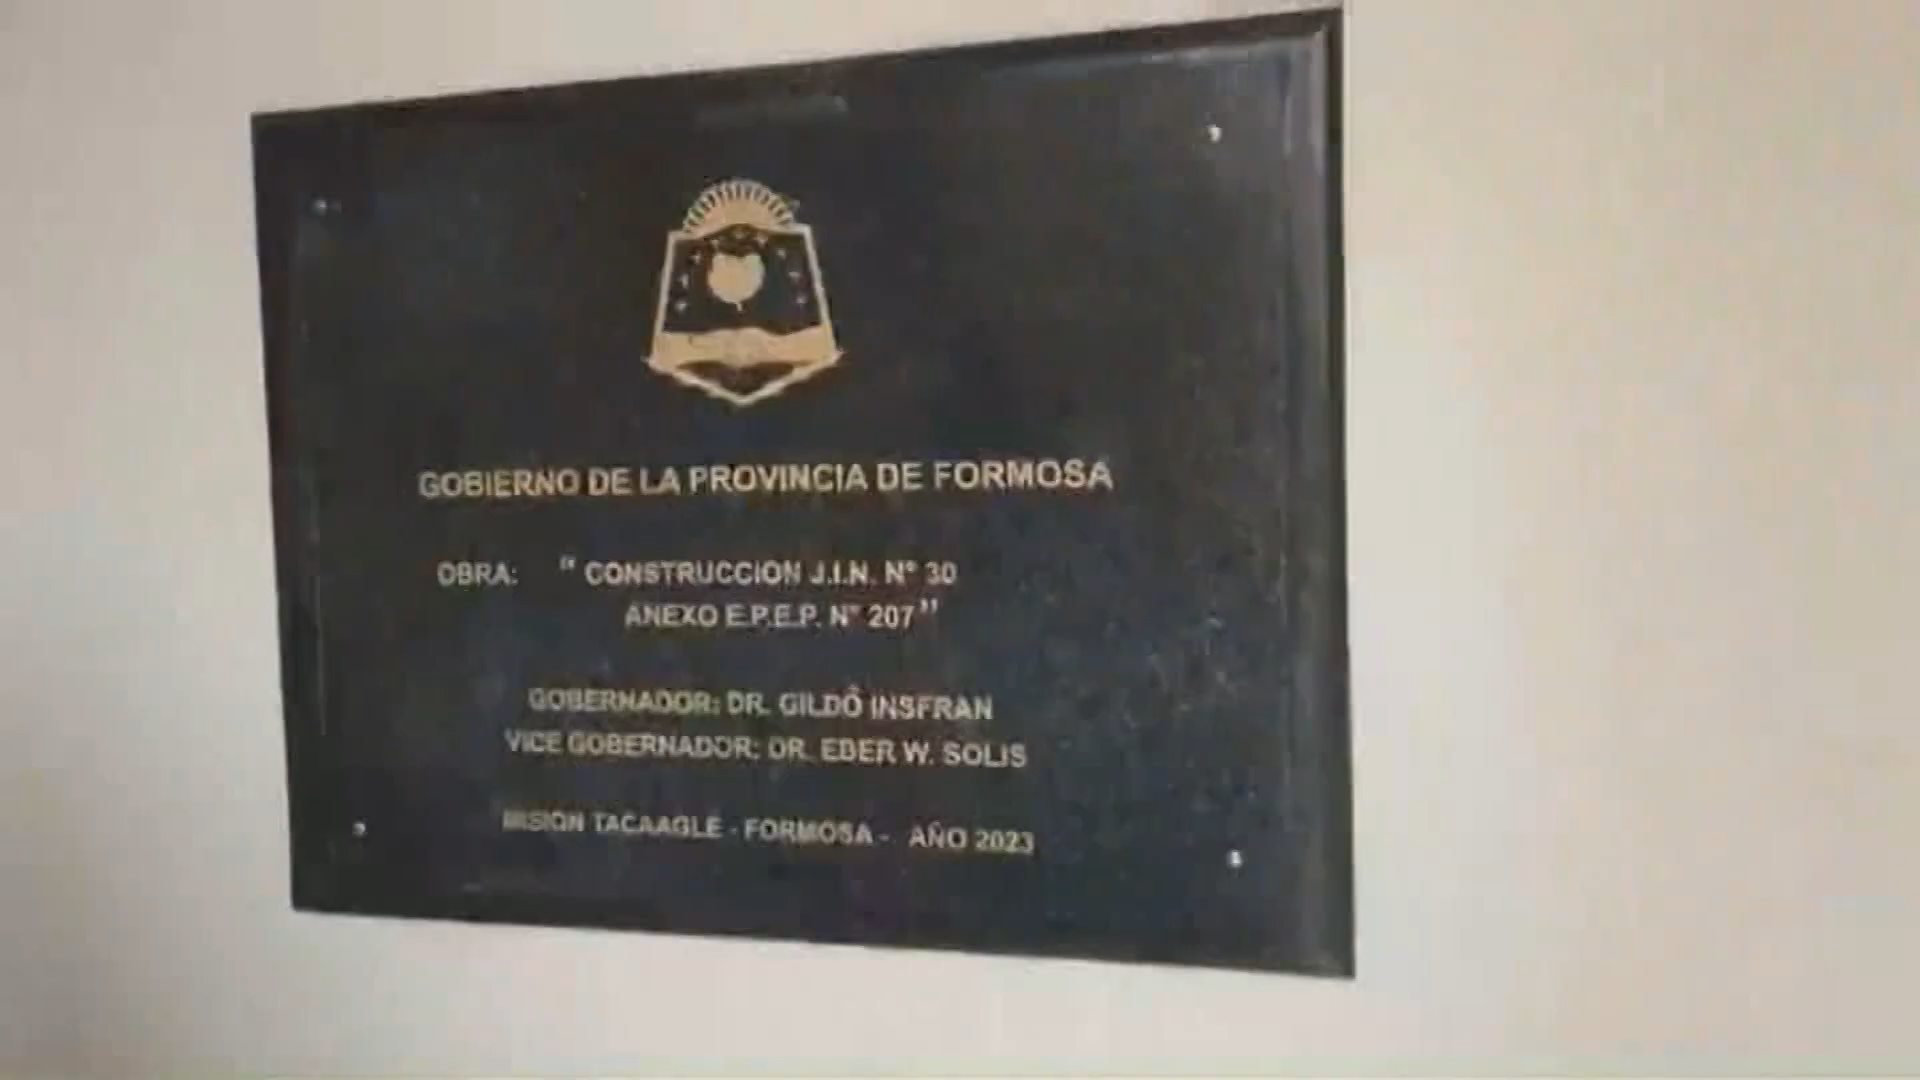 GOBIERNO DE LA PROVINCIA DE FORMOSA
OBRA: " CONSTRUCCION J.I.N. N° 30
ANEXO E.P.E.P. N° 207 "
GOBERNADOR: DR. GILDO INSFRAN
VICE GOBERNADOR: DR. EBER W. SOLIS
MISION TACAAGLE - FORMOSA - AÑO 2023